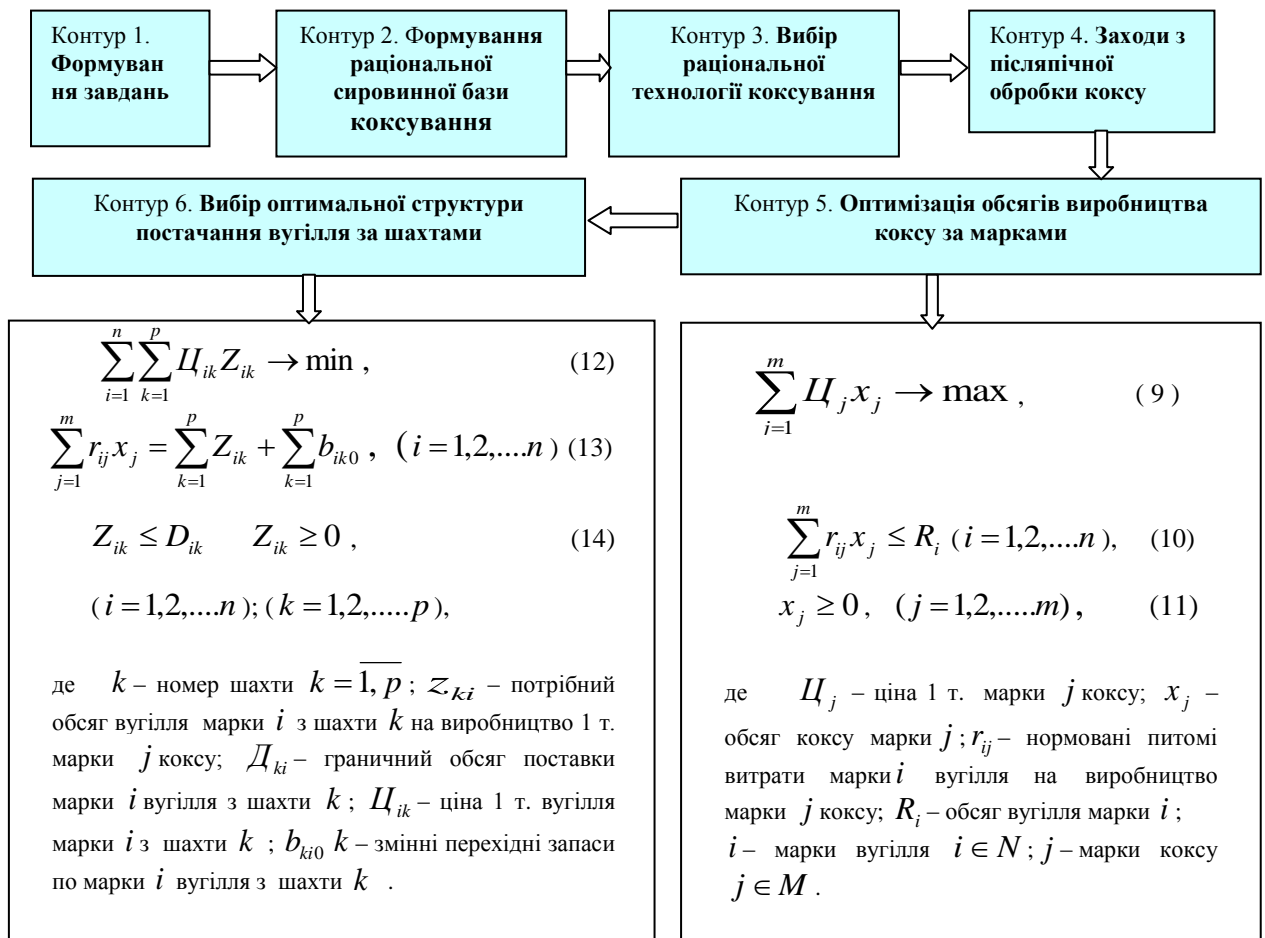 Контур 1.
Формуван
ня завдань
Контур 2. Формування
раціональної
сировинної бази
коксування
Контур 3. Вибір
раціональної
технології коксування
Контур 4. Заходи з
післяпічної
обробки коксу
Контур 6. Вибір оптимальної структури
постачання вугілля за шахтами
Контур 5. Оптимізація обсягів виробництва
коксу за марками
\sum_{i=1}^{n}\sum_{k=1}^{p} Ц_{ik} Z_{ik} → min , (12)
\sum_{j=1}^{m} r_{ij} x_j = \sum_{k=1}^{p} Z_{ik} + \sum_{k=1}^{p} b_{ik0} , ( i = 1,2,....n ) (13)
Z_{ik} ≤ D_{ik} Z_{ik} ≥ 0 , (14)
( i = 1,2,....n ); ( k = 1,2,.....p ),
де k – номер шахти k = \overline{1, p} ; z_{ki} – потрібний
обсяг вугілля марки i з шахти k на виробництво 1 т.
марки j коксу; Д_{ki} – граничний обсяг поставки
марки i вугілля з шахти k ; Ц_{ik} – ціна 1 т. вугілля
марки i з шахти k ; b_{ki0} k – змінні перехідні запаси
по марки i вугілля з шахти k .
\sum_{j=1}^{m} Ц_j x_j → max , ( 9 )
\sum_{j=1}^{m} r_{ij} x_j ≤ R_i ( i = 1,2,....n ), (10)
x_j ≥ 0 , ( j = 1,2,.....m) , (11)
де Ц_j – ціна 1 т. марки j коксу; x_j –
обсяг коксу марки j ; r_{ij} – нормовані питомі
витрати марки i вугілля на виробництво
марки j коксу; R_i – обсяг вугілля марки i ;
i – марки вугілля i ∈ N ; j – марки коксу
j ∈ M .